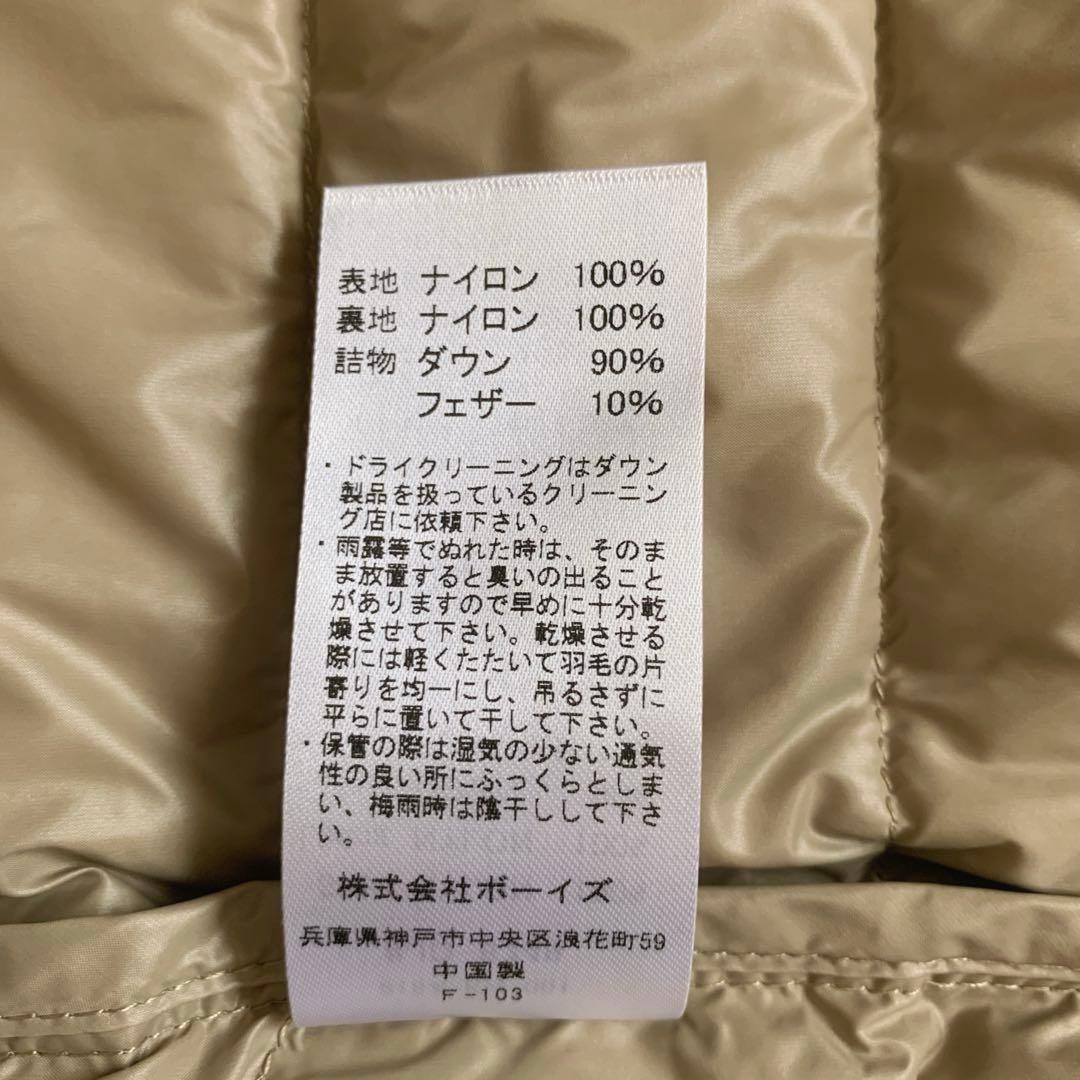 表地 ナイロン 100%
裏地 ナイロン 100%
詰物 ダウン 90%
フェザー 10%
・ドライクリーニングはダウン
製品を扱っているクリーニン
グ店に依頼下さい。
・雨露等でぬれた時は、そのま
ま放置すると臭いの出ること
がありますので早めに十分乾
燥させて下さい。乾燥させる
際には軽くたたいて羽毛の片
寄りを均一にし、吊るさずに
平らに置いて干して下さい。
・保管の際は湿気の少ない通気
性の良い所にふっくらとしま
い、梅雨時は陰干しして下さ
い。
株式会社ボーイズ
兵庫県神戸市中央区浪花町59
中国製
F-103